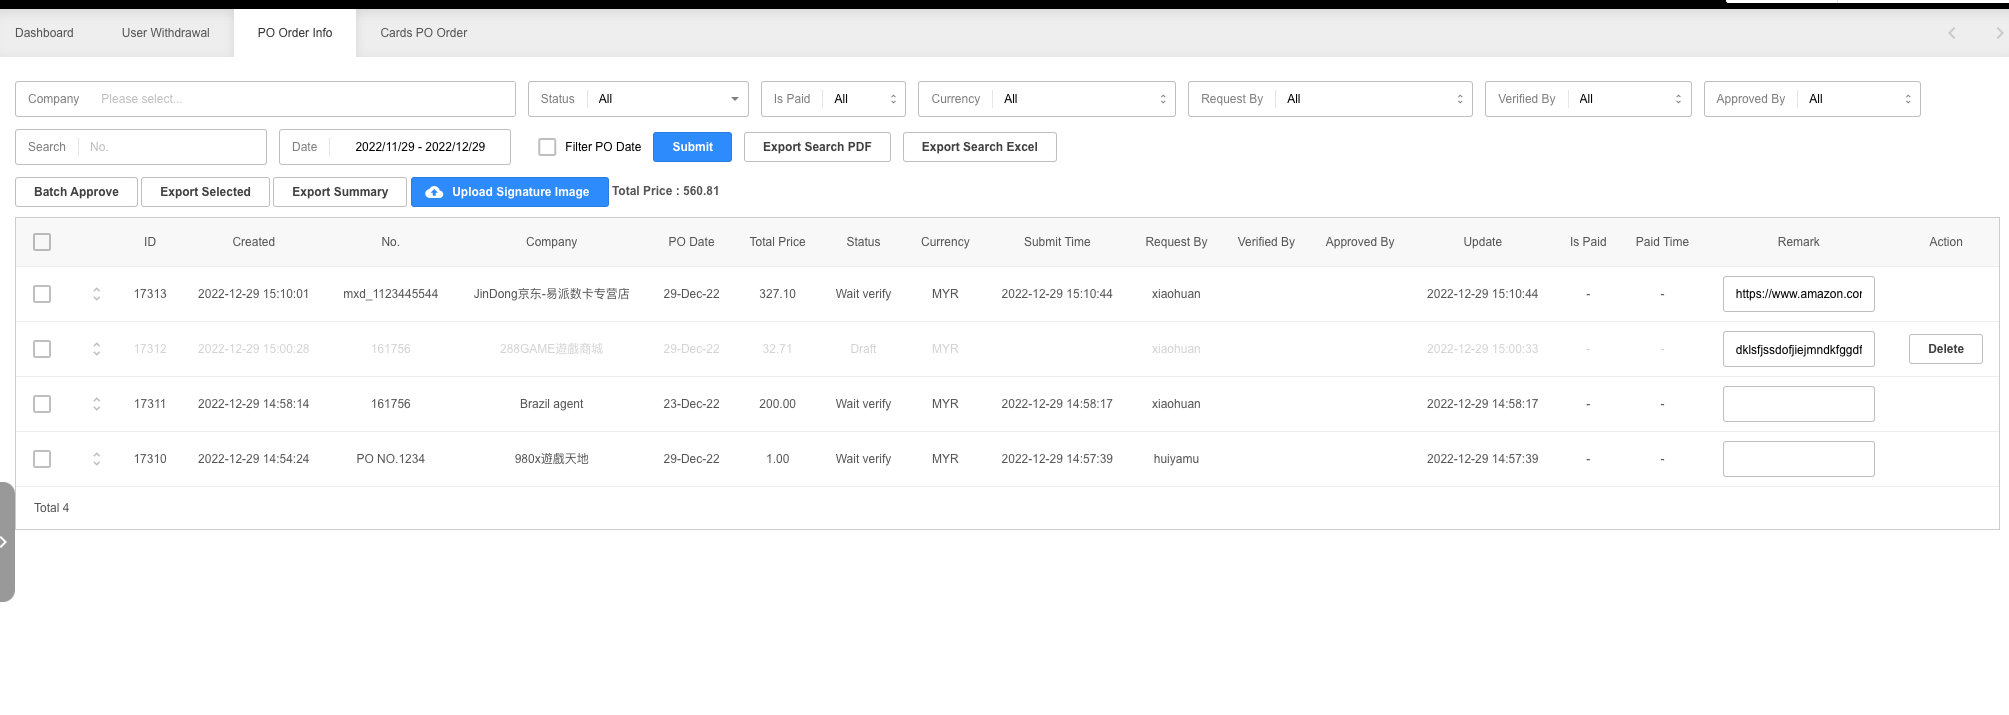 Dashboard User Withdrawal PO Order Info Cards PO Order
Company Please select... Status All Is Paid All Currency All Request By All Verified By All Approved By All
Search No. Date 2022/11/29 - 2022/12/29 Filter PO Date Submit Export Search PDF Export Search Excel
Batch Approve Export Selected Export Summary Upload Signature Image Total Price : 560.81
ID Created No. Company PO Date Total Price Status Currency Submit Time Request By Verified By Approved By Update Is Paid Paid Time Remark Action
17313 2022-12-29 15:10:01 mxd_1123445544 JinDong京东-易派数卡专营店 29-Dec-22 327.10 Wait verify MYR 2022-12-29 15:10:44 xiaohuan 2022-12-29 15:10:44 - - https://www.amazon.cor
17312 2022-12-29 15:00:28 161756 288GAME遊戲商城 29-Dec-22 32.71 Draft MYR xiaohuan 2022-12-29 15:00:33 - - dklsfjssdofjiejmndkfggdf Delete
17311 2022-12-29 14:58:14 161756 Brazil agent 23-Dec-22 200.00 Wait verify MYR 2022-12-29 14:58:17 xiaohuan 2022-12-29 14:58:17 - -
17310 2022-12-29 14:54:24 PO NO.1234 980x遊戲天地 29-Dec-22 1.00 Wait verify MYR 2022-12-29 14:57:39 huiyamu 2022-12-29 14:57:39 - -
Total 4